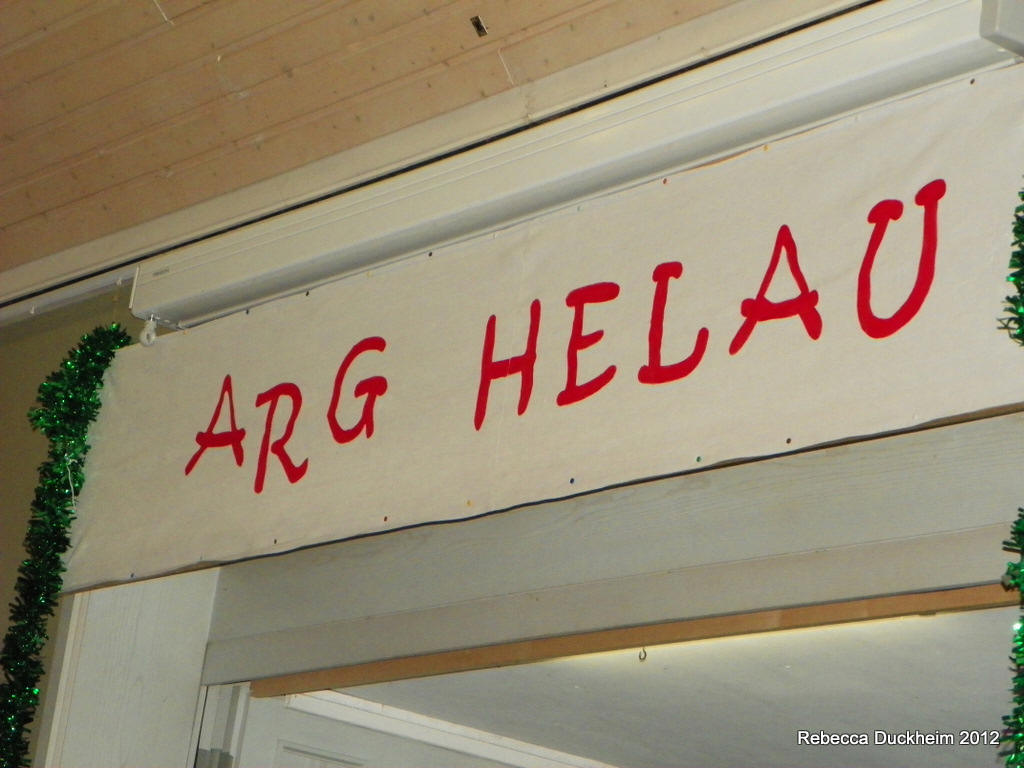 ARG HELAU
Rebecca Duckheim 2012